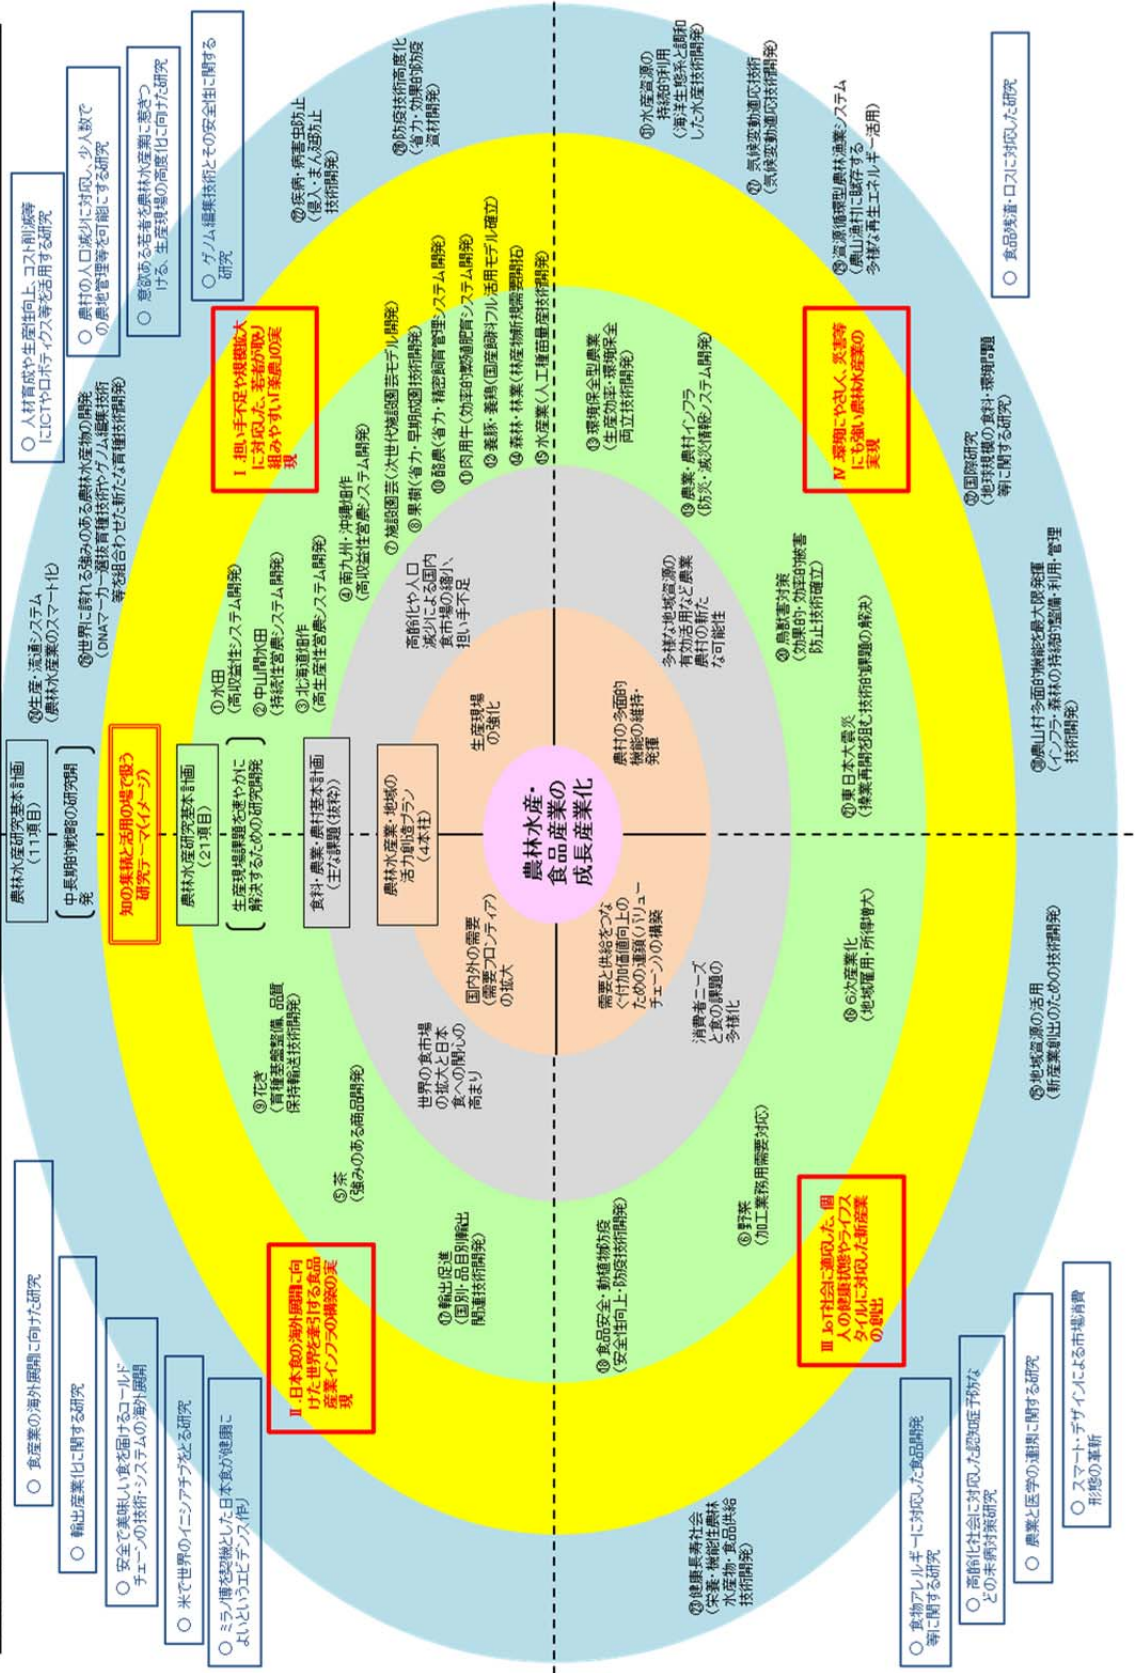 農林水産研究基本計画
（11項目）
中長期的戦略の研究開
発
知の集積と活用の場で扱う
研究テーマ（イメージ）
農林水産研究基本計画
（21項目）
生産現場課題を速やかに
解決するための研究開発
食料・農業・農村基本計画
（主な課題（抜粋）
農林水産業・地域の
活力創造プラン
（4本柱）
農林水産・
食品産業の
成長産業化
国内外の需要
（需要フロンティア）
の拡大
生産現場
の強化
需要と供給をつな
ぐ付加価値向上の
ための連鎖（バリュー
チェーン）の構築
農村の多面的
機能の維持・
発揮
世界の食市場
の拡大と日本
食への関心の
高まり
高齢化や人口
減少による国内
食市場の縮小、
担い手不足
消費者ニーズ
と食の課題の
多様化
多様な地域資源の
有効活用など農業
農村の新た
な可能性
○ 食産業の海外展開に向けた研究
○ 輸出産業化に関する研究
○ 安全で美味しい食を届けるコールド
チェーンの技術・システムの海外展開
○ 米で世界のイニシアチブをとる研究
○ ミラノ博を契機とした日本食が健康に
よいというエビデンス作り
Ⅱ.日本食の海外展開に向
けた世界を牽引する食品
産業インフラの構築の実
現
⑨花き
（育種基盤整備、品質
保持輸送技術開発）
⑤茶
（強みのある商品開発）
⑰輸出促進
（国別・品目別輸出
関連技術開発）
㉔生産・流通システム
（農林水産業のスマート化）
㉖世界に誇れる強みのある農林水産物の開発
（DNAマーカー選抜育種技術やゲノム編集技術
等を組合わせた新たな育種技術開発）
○ 人材育成や生産性向上、コスト削減等
にICTやロボティクス等を活用する研究
○ 農村の人口減少に対応し、少人数で
の農地管理等を可能にする研究
○ 意欲ある若者を農林水産業に惹きつ
ける、生産現場の高度化に向けた研究
○ ゲノム編集技術とその安全性に関する
研究
Ⅰ.担い手不足や規模拡大
に対応した、若者が取り
組みやすい「楽農」の実
現
①水田
（高収益性システム開発）
②中山間水田
（持続性営農システム開発）
③北海道畑作
（高生産性営農システム開発）
④南九州・沖縄畑作
（高収益性営農システム開発）
⑦施設園芸（次世代施設園芸モデル開発）
⑧果樹（省力・早期成園技術開発）
⑩酪農（省力・精密飼育管理システム開発）
⑪肉用牛（効率的繁殖肥育システム開発）
⑫養豚・養鶏（国産飼料フル活用モデル確立）
⑭森林・林業（林産物新規需要開拓）
⑮水産業（人工種苗量産技術開発）
㉒疾病・病害虫防止
（侵入・まん延防止
技術開発）
㉘防疫技術高度化
（省力・効果的防疫
資材開発）
⑱食品安全・動植物防疫
（安全性向上・防疫技術開発）
⑥野菜
（加工業務用需要対応）
⑯6次産業化
（地域雇用・所得増大）
㉓健康長寿社会
（栄養・機能性農林
水産物・食品供給
技術開発）
㉕地域資源の活用
（新産業創出のための技術開発）
Ⅲ.IoT社会に適応した、個
人の健康状態やライフス
タイルに対応した新産業
の創出
○ 食物アレルギーに対応した食品開発
等に関する研究
○ 高齢化社会に対応した認知症予防な
どの未病対策研究
○ 農業と医学の連携に関する研究
○ スマート・デザインによる市場消費
形態の革新
⑬環境保全型農業
（生産効率・環境保全
両立技術開発）
⑲農業・農村インフラ
（防災・減災情報システム開発）
⑳鳥獣害対策
（効果的・効率的被害
防止技術確立）
㉑東日本大震災
（操業再開を阻む技術的課題の解決）
㉛水産資源の
持続的利用
（海洋生態系と調和
した水産技術開発）
㉗気候変動適応技術
（気候変動適応技術開発）
㉙資源循環型農林漁業システム
（農山漁村に賦存する
多様な再生エネルギー活用）
Ⅳ.環境にやさしく、災害等
にも強い農林水産業の
実現
㉜国際研究
（地球規模の食料・環境問題
等に関する研究）
㉚農山村多面的機能を最大限発揮
（インフラ・森林の持続的整備・利用・管理
技術開発）
○ 食品残渣・ロスに対応した研究